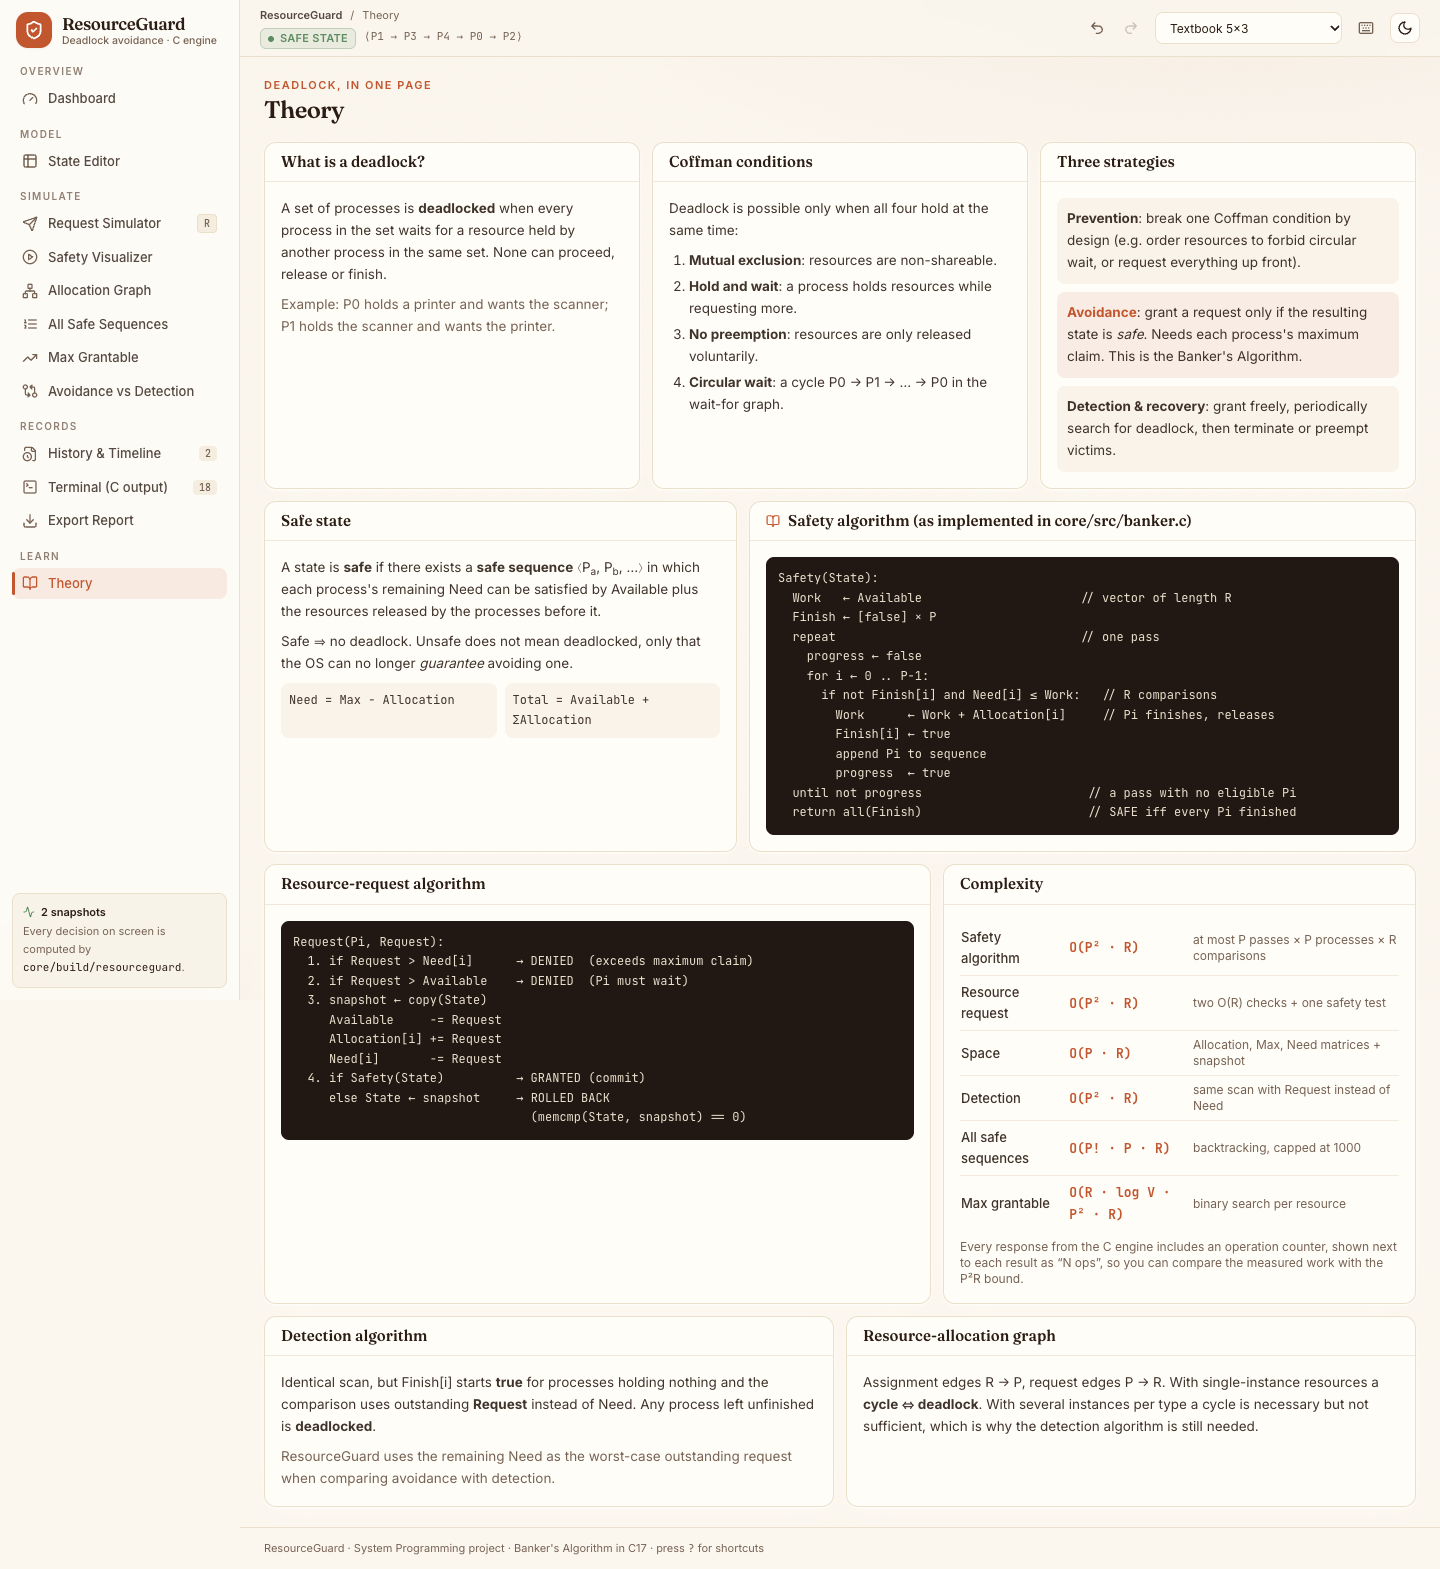 ResourceGuard
Deadlock avoidance · C engine
OVERVIEW
Dashboard
MODEL
State Editor
SIMULATE
Request Simulator R
Safety Visualizer
Allocation Graph
All Safe Sequences
Max Grantable
Avoidance vs Detection
RECORDS
History & Timeline 2
Terminal (C output) 18
Export Report
LEARN
Theory
2 snapshots
Every decision on screen is
computed by
core/build/resourceguard.
ResourceGuard / Theory
SAFE STATE ⟨P1 → P3 → P4 → P0 → P2⟩
Textbook 5×3
DEADLOCK, IN ONE PAGE
Theory
What is a deadlock?
A set of processes is deadlocked when every
process in the set waits for a resource held by
another process in the same set. None can proceed,
release or finish.
Example: P0 holds a printer and wants the scanner;
P1 holds the scanner and wants the printer.
Coffman conditions
Deadlock is possible only when all four hold at the
same time:
1. Mutual exclusion: resources are non-shareable.
2. Hold and wait: a process holds resources while
requesting more.
3. No preemption: resources are only released
voluntarily.
4. Circular wait: a cycle P0 → P1 → … → P0 in the
wait-for graph.
Three strategies
Prevention: break one Coffman condition by
design (e.g. order resources to forbid circular
wait, or request everything up front).
Avoidance: grant a request only if the resulting
state is safe. Needs each process's maximum
claim. This is the Banker's Algorithm.
Detection & recovery: grant freely, periodically
search for deadlock, then terminate or preempt
victims.
Safe state
A state is safe if there exists a safe sequence ⟨Pa, Pb, …⟩ in which
each process's remaining Need can be satisfied by Available plus
the resources released by the processes before it.
Safe ⇒ no deadlock. Unsafe does not mean deadlocked, only that
the OS can no longer guarantee avoiding one.
Need = Max - Allocation
Total = Available +
ΣAllocation
Safety algorithm (as implemented in core/src/banker.c)
Safety(State):
Work ← Available // vector of length R
Finish ← [false] × P
repeat // one pass
progress ← false
for i ← 0 .. P-1:
if not Finish[i] and Need[i] ≤ Work: // R comparisons
Work ← Work + Allocation[i] // Pi finishes, releases
Finish[i] ← true
append Pi to sequence
progress ← true
until not progress // a pass with no eligible Pi
return all(Finish) // SAFE iff every Pi finished
Resource-request algorithm
Request(Pi, Request):
1. if Request > Need[i] → DENIED (exceeds maximum claim)
2. if Request > Available → DENIED (Pi must wait)
3. snapshot ← copy(State)
Available -= Request
Allocation[i] += Request
Need[i] -= Request
4. if Safety(State) → GRANTED (commit)
else State ← snapshot → ROLLED BACK
(memcmp(State, snapshot) == 0)
Complexity
Safety
algorithm
O(P² · R)
at most P passes × P processes × R
comparisons
Resource
request
O(P² · R)
two O(R) checks + one safety test
Space
O(P · R)
Allocation, Max, Need matrices +
snapshot
Detection
O(P² · R)
same scan with Request instead of
Need
All safe
sequences
O(P! · P · R)
backtracking, capped at 1000
Max grantable
O(R · log V ·
P² · R)
binary search per resource
Every response from the C engine includes an operation counter, shown next
to each result as “N ops”, so you can compare the measured work with the
P²R bound.
Detection algorithm
Identical scan, but Finish[i] starts true for processes holding nothing and the
comparison uses outstanding Request instead of Need. Any process left unfinished
is deadlocked.
ResourceGuard uses the remaining Need as the worst-case outstanding request
when comparing avoidance with detection.
Resource-allocation graph
Assignment edges R → P, request edges P → R. With single-instance resources a
cycle ⇔ deadlock. With several instances per type a cycle is necessary but not
sufficient, which is why the detection algorithm is still needed.
ResourceGuard · System Programming project · Banker's Algorithm in C17 · press ? for shortcuts